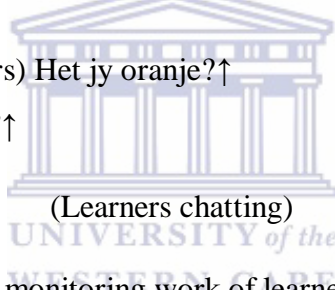 rs) Het jy oranje?↑
↑
(Learners chatting)
UNIVERSITY of the
monitoring work of learne